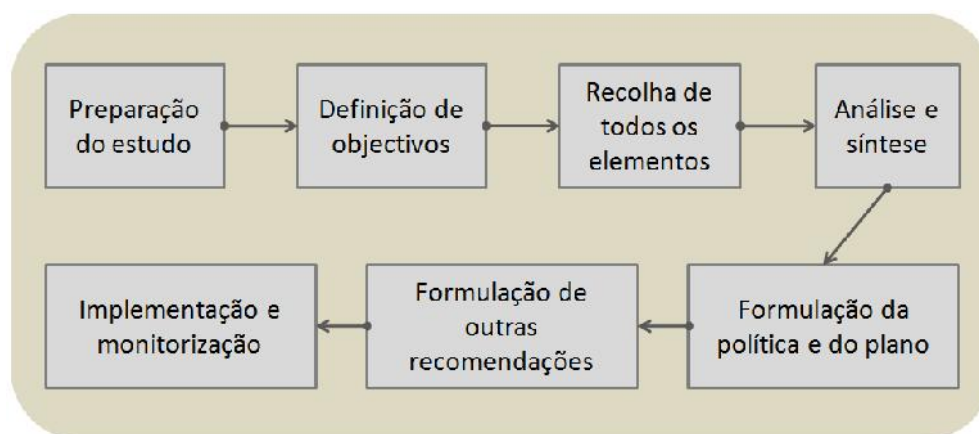 Preparação
do estudo
Definição de
objectivos
Recolha de
todos os
elementos
Análise e
síntese
Formulação da
política e do plano
Formulação de
outras
recomendações
Implementação e
monitorização